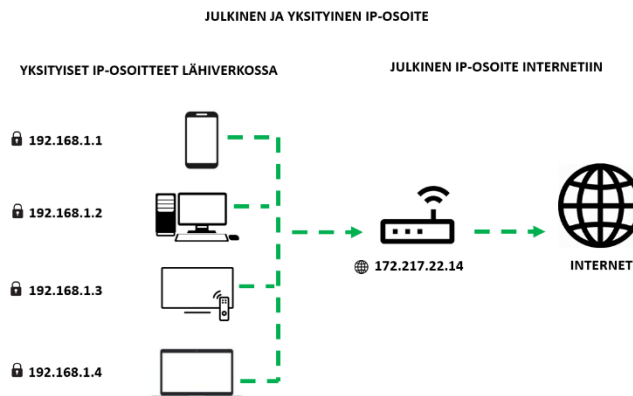 JULKINEN JA YKSITYINEN IP-OSOITE
YKSITYISET IP-OSOITTEET LÄHIVERKOSSA
JULKINEN IP-OSOITE INTERNETIIN
192.168.1.1
192.168.1.2
192.168.1.3
192.168.1.4
172.217.22.14
INTERNET